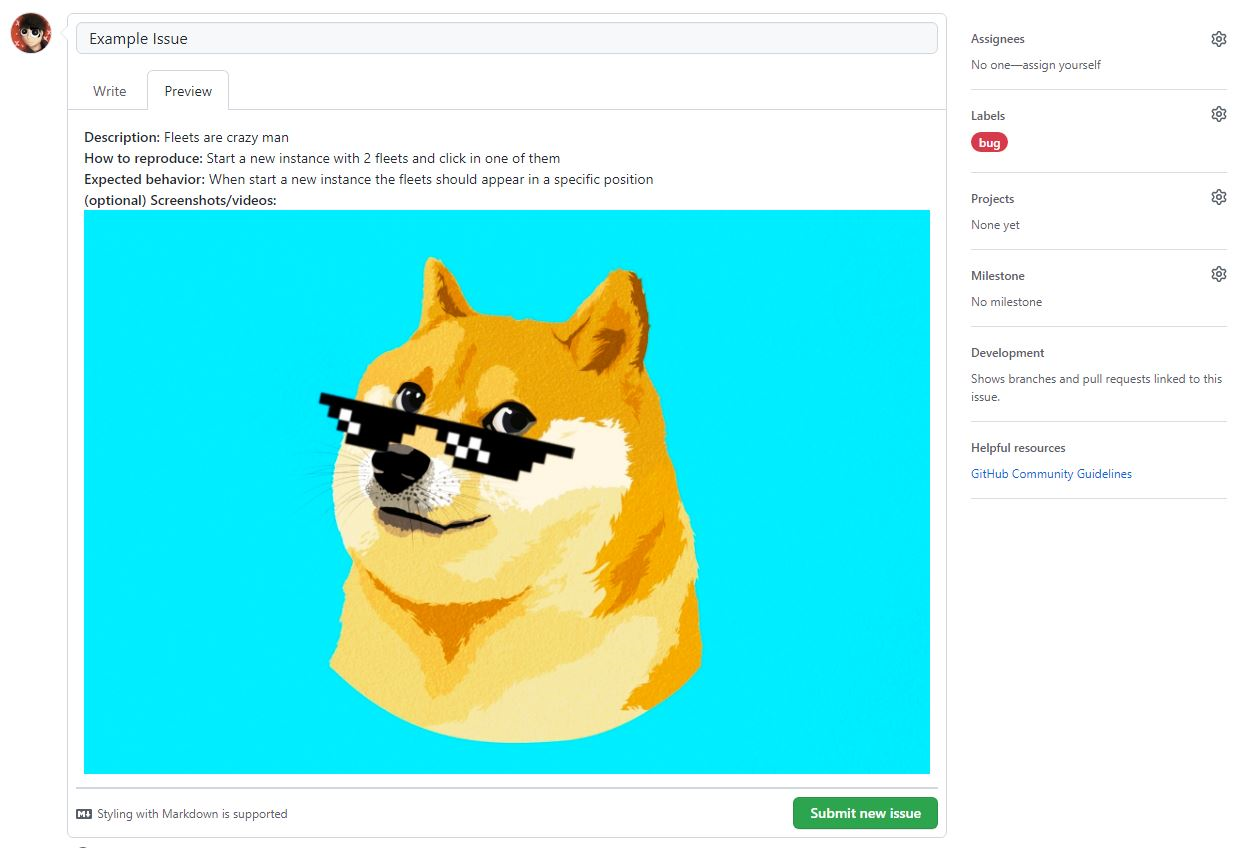 Example Issue
Write
Preview
Description: Fleets are crazy man
How to reproduce: Start a new instance with 2 fleets and click in one of them
Expected behavior: When start a new instance the fleets should appear in a specific position
(optional) Screenshots/videos:
Styling with Markdown is supported
Submit new issue
Assignees
No one—assign yourself
Labels
bug
Projects
None yet
Milestone
No milestone
Development
Shows branches and pull requests linked to this
issue.
Helpful resources
GitHub Community Guidelines